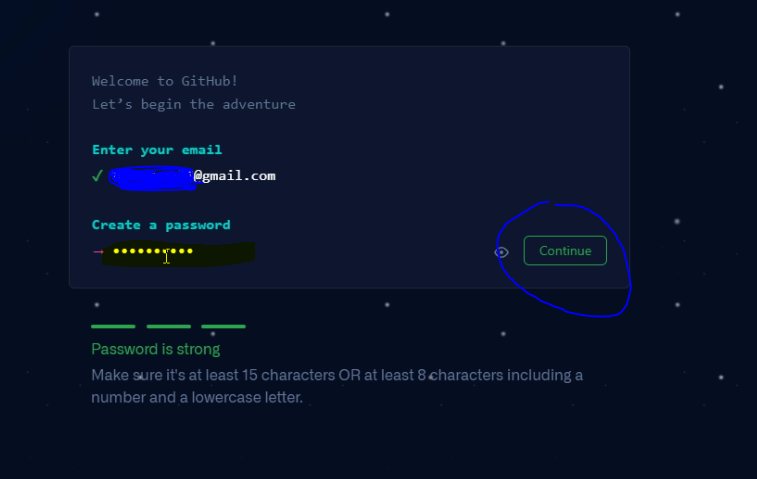 Welcome to GitHub!
Let’s begin the adventure
Enter your email
✓ @gmail.com
Create a password
→ ••••••••••
Continue
Password is strong
Make sure it's at least 15 characters OR at least 8 characters including a
number and a lowercase letter.